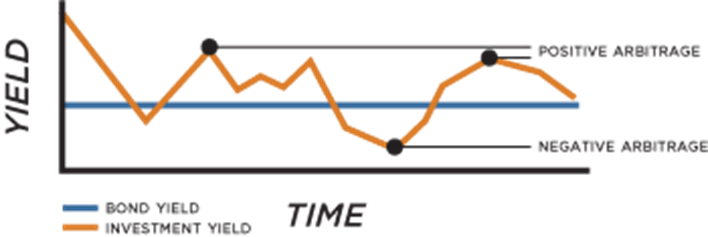 YIELD
POSITIVE ARBITRAGE
NEGATIVE ARBITRAGE
BOND YIELD
INVESTMENT YIELD
TIME